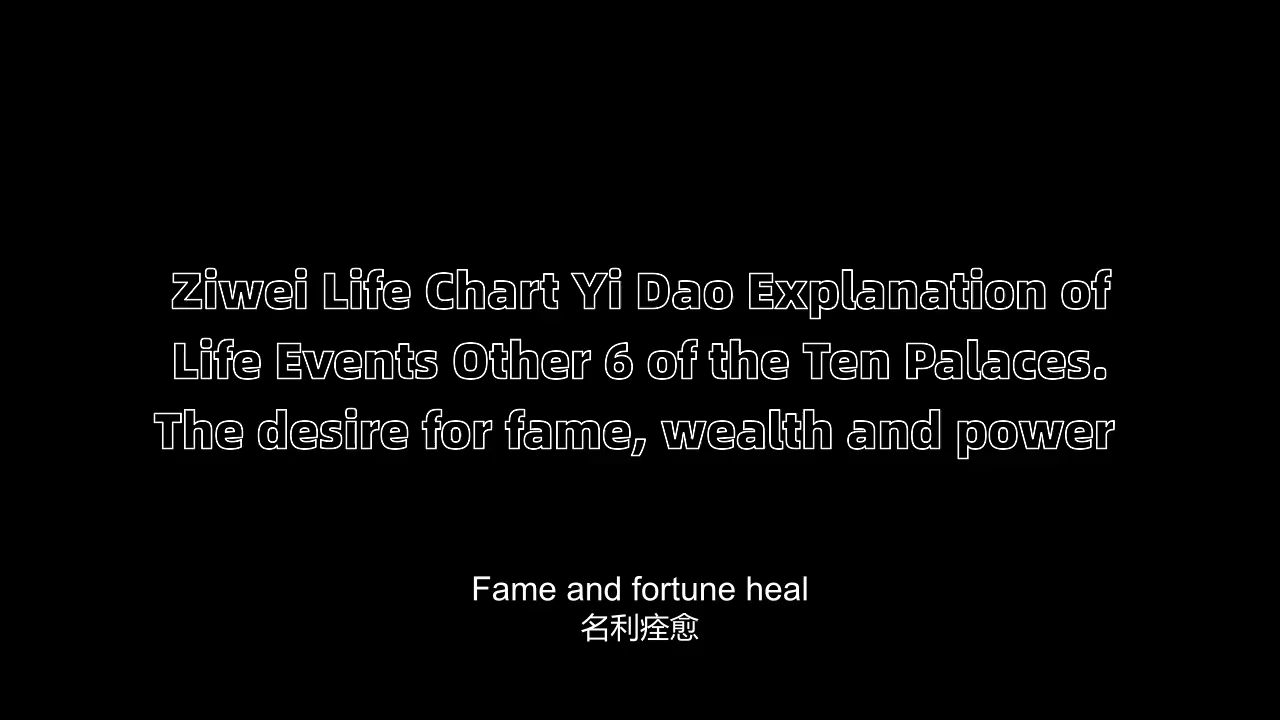 Ziwei Life Chart Yi Dao Explanation of
Life Events Other 6 of the Ten Palaces.
The desire for fame, wealth and power
Fame and fortune heal
名利痊愈